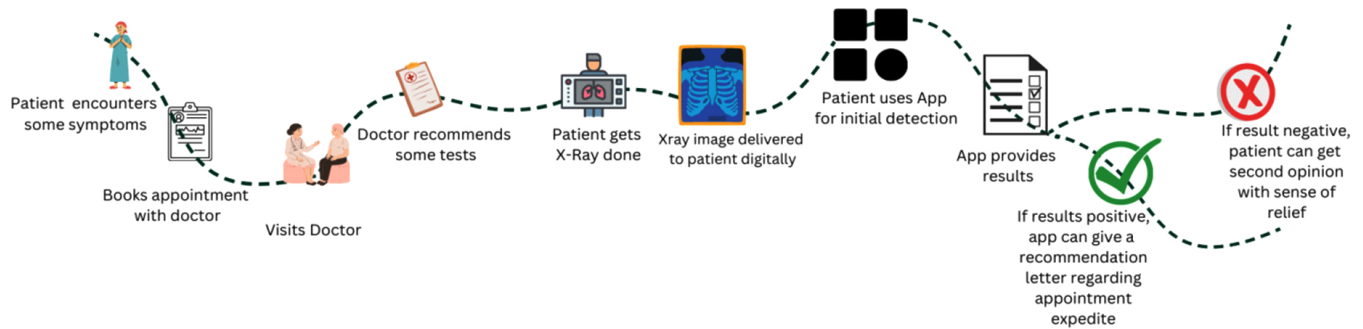 Patient encounters
some symptoms
Books appointment
with doctor
Visits Doctor
Doctor recommends
some tests
Patient gets
X-Ray done
Xray image delivered
to patient digitally
Patient uses App
for initial detection
App provides
results
If results positive,
app can give a
recommendation
letter regarding
appointment
expedite
If result negative,
patient can get
second opinion
with sense of
relief